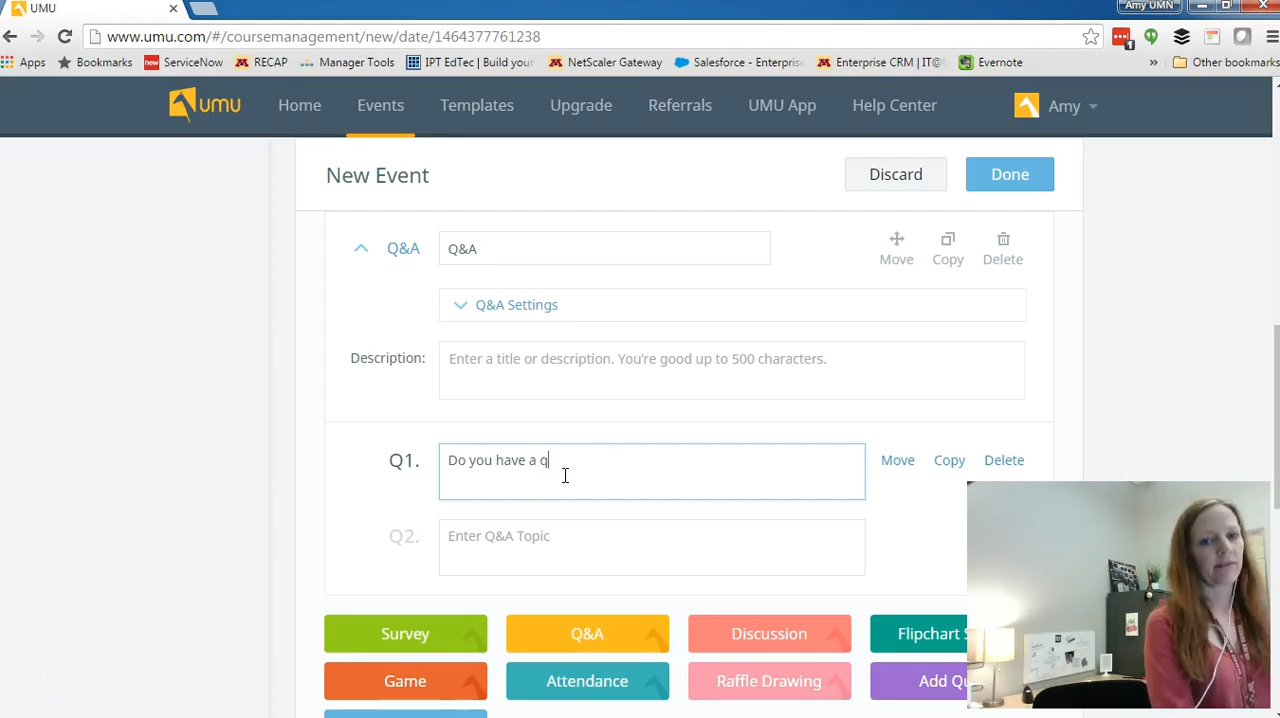 UMU
Amy UMN
www.umu.com/#/coursemanagement/new/date/1464377761238
1
Apps Bookmarks now ServiceNow RECAP Manager Tools IPT EdTec | Build your NetScaler Gateway Salesforce - Enterprise Enterprise CRM | IT@ Evernote » Other bookmarks
UMU Home Events Templates Upgrade Referrals UMU App Help Center Amy
New Event Discard Done
Q&A Q&A Move Copy Delete
Q&A Settings
Description: Enter a title or description. You're good up to 500 characters.
Q1. Do you have a q Move Copy Delete
Q2. Enter Q&A Topic
Survey Q&A Discussion Flipchart S
Game Attendance Raffle Drawing Add Qu